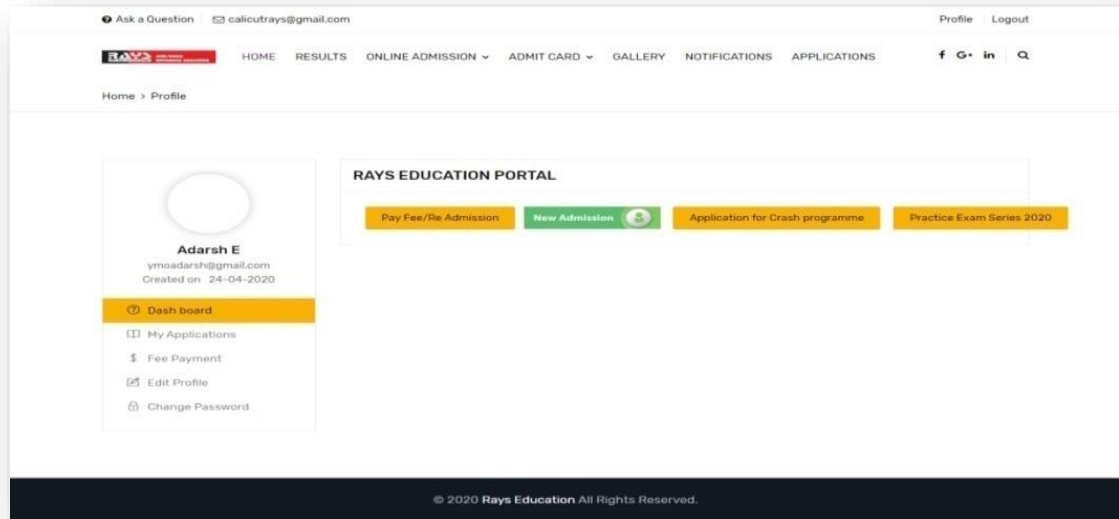 Ask a Question calicutrays@gmail.com Profile Logout
RAYS HOME RESULTS ONLINE ADMISSION ADMIT CARD GALLERY NOTIFICATIONS APPLICATIONS f G+ in
Home > Profile
RAYS EDUCATION PORTAL
Pay Fee/Re Admission New Admission Application for Crash programme Practice Exam Series 2020
Adarsh E
ymoadarsh@gmail.com
Created on 24-04-2020
Dash board
My Applications
$ Fee Payment
Edit Profile
Change Password
© 2020 Rays Education All Rights Reserved.